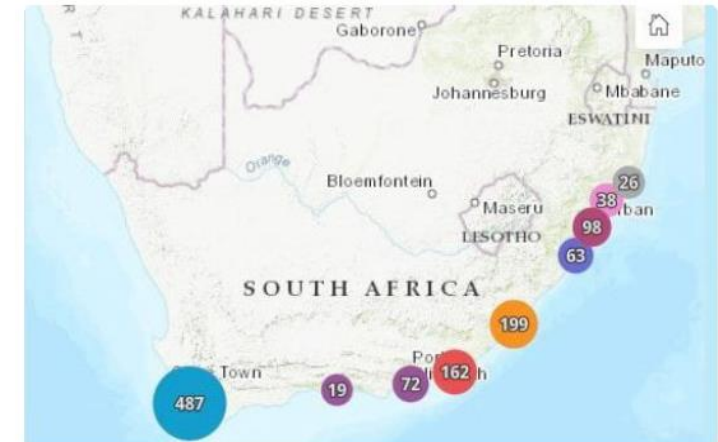 KALAHARI DESERT
Gaborone
Pretoria
Maputo
Johannesburg
Mbabane
ESWATINI
Orange
Bloemfontein
26
38
Maseru
98
LESOTHO
63
SOUTH AFRICA
199
Town
162
72
19
487